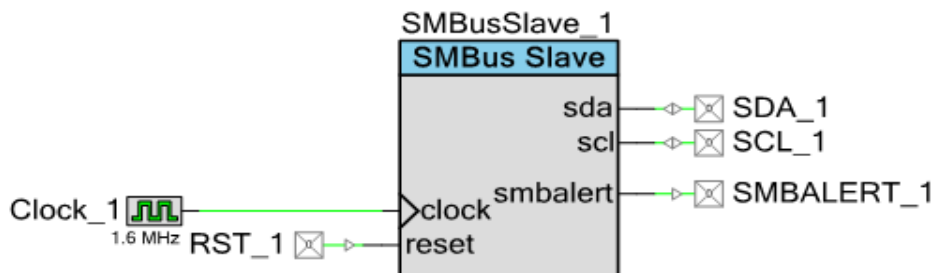 SMBusSlave_1
SMBus Slave
sda SDA_1
scl SCL_1
smbalert SMBALERT_1
Clock_1 clock
1.6 MHz
RST_1 reset